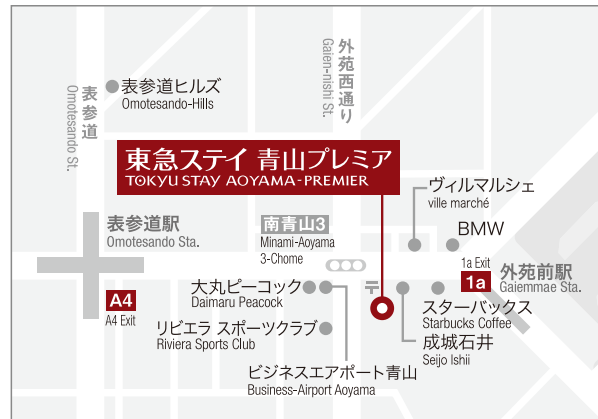 表参道ヒルズ
Omotesando-Hills
表参道
Omotesando St.
外苑西通り
Gaien-nishi St.
東急ステイ 青山プレミア
TOKYU STAY AOYAMA-PREMIER
ヴィルマルシェ
ville marché
BMW
表参道駅
Omotesando Sta.
南青山3
Minami-Aoyama
3-Chome
1a Exit
1a
外苑前駅
Gaiemmae Sta.
A4
A4 Exit
大丸ピーコック
Daimaru Peacock
〒
スターバックス
Starbucks Coffee
リビエラ スポーツクラブ
Riviera Sports Club
成城石井
Seijo Ishii
ビジネスエアポート青山
Business-Airport Aoyama